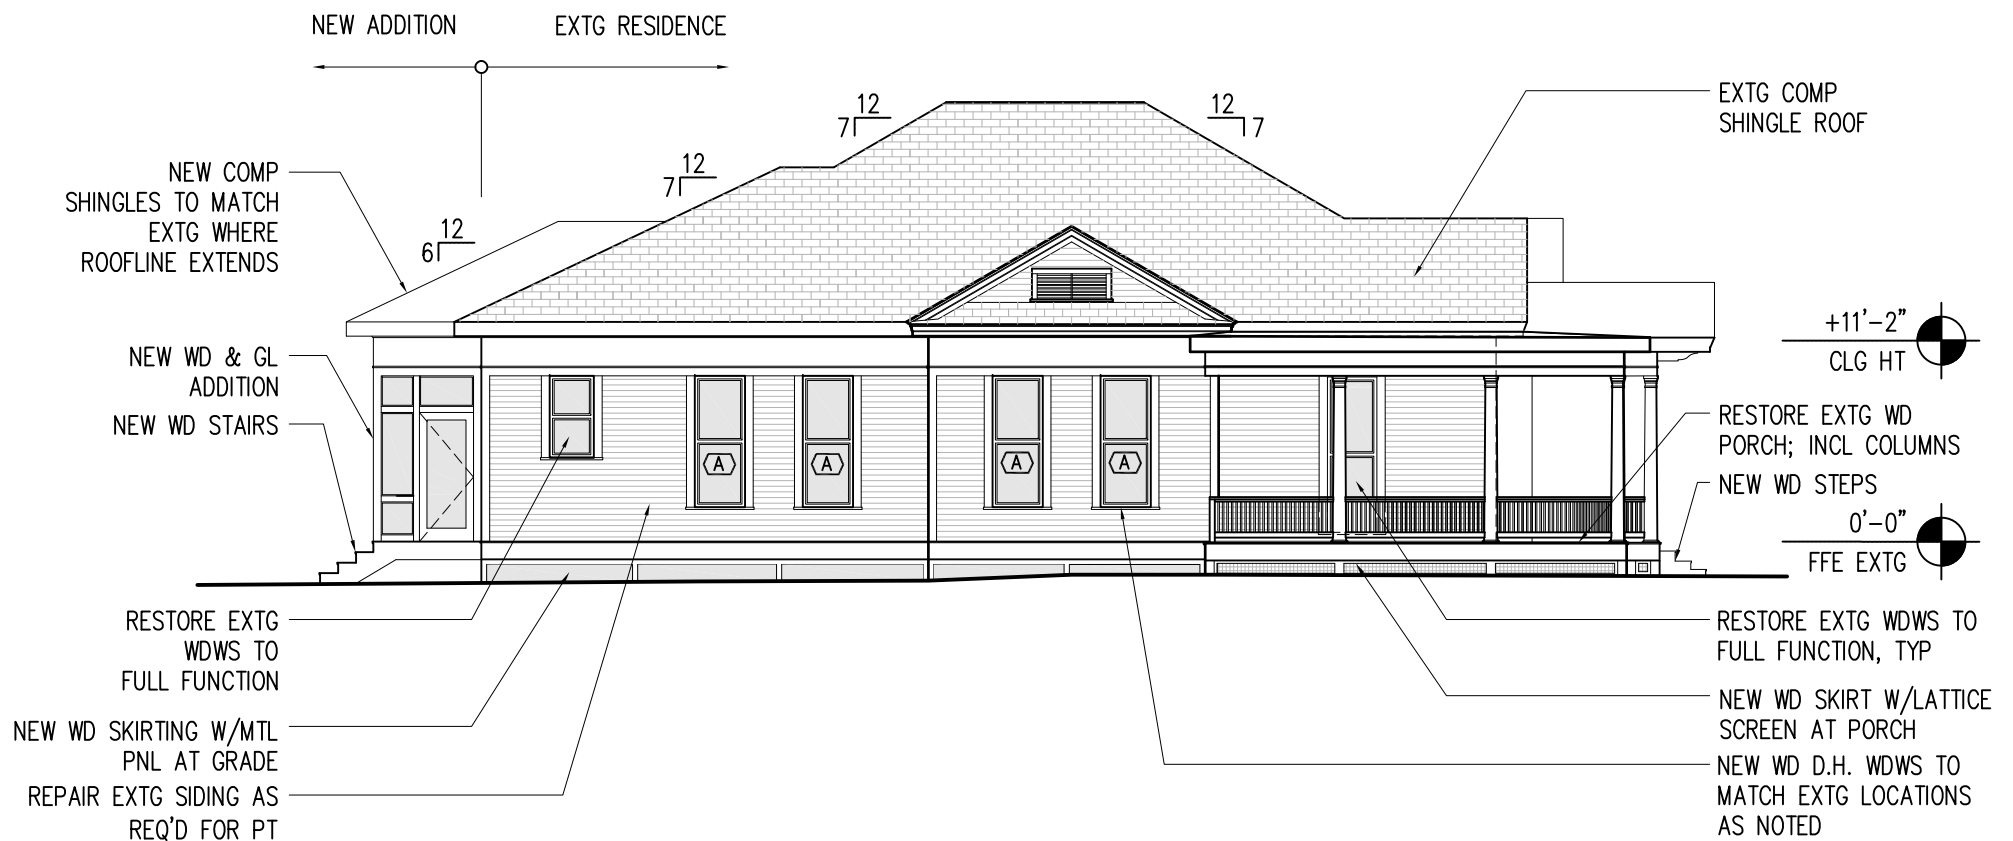 NEW ADDITION
EXTG RESIDENCE
12
7
12
7
EXTG COMP
SHINGLE ROOF
12
7
NEW COMP
SHINGLES TO MATCH
EXTG WHERE
ROOFLINE EXTENDS
12
6
+11'-2"
CLG HT
NEW WD & GL
ADDITION
NEW WD STAIRS
A
A
A
A
RESTORE EXTG WD
PORCH; INCL COLUMNS
NEW WD STEPS
0'-0"
FFE EXTG
RESTORE EXTG
WDWS TO
FULL FUNCTION
NEW WD SKIRTING W/MTL
PNL AT GRADE
REPAIR EXTG SIDING AS
REQ'D FOR PT
RESTORE EXTG WDWS TO
FULL FUNCTION, TYP
NEW WD SKIRT W/LATTICE
SCREEN AT PORCH
NEW WD D.H. WDWS TO
MATCH EXTG LOCATIONS
AS NOTED